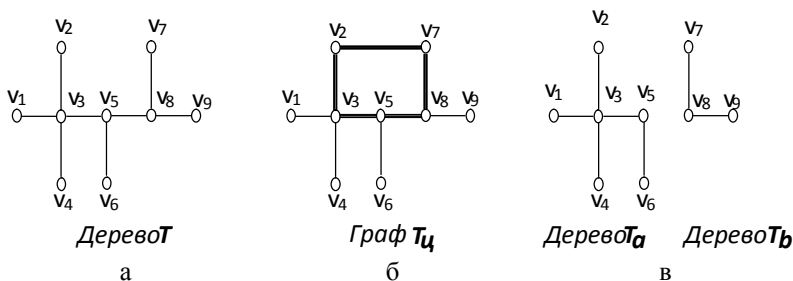 V2 V7 V2 V7 V2 V7
V1 V3 V5 V8 V9 V1 V3 V5 V8 V9 V1 V3 V5 V8 V9
V4 V6 V4 V6 V4 V6
ДеревоT Граф Tц ДеревоTa ДеревоTb
а б в